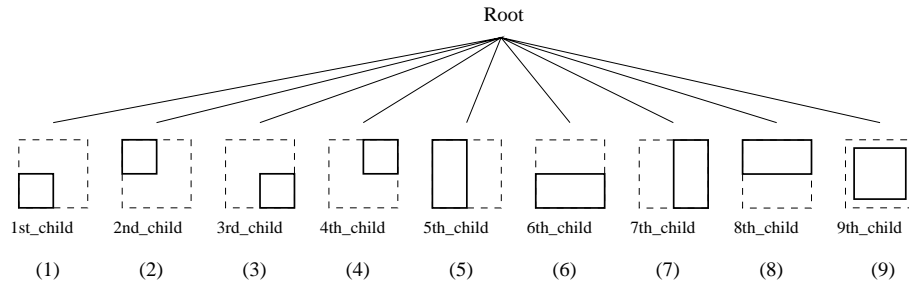 Root
1st_child 2nd_child 3rd_child 4th_child 5th_child 6th_child 7th_child 8th_child 9th_child
(1) (2) (3) (4) (5) (6) (7) (8) (9)